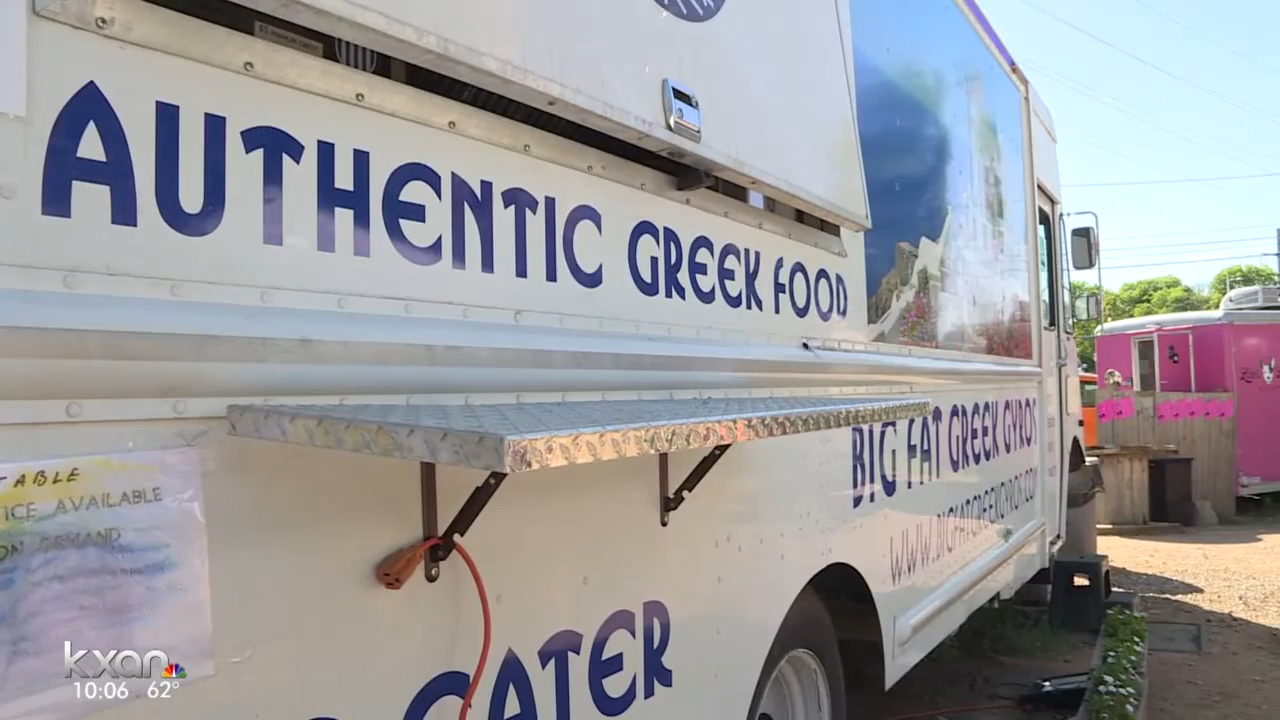 AUTHENTIC GREEK FOOD
BIG FAT GREEK GYROS
WWW.BIGFATGREEKGYROS.COM
TABLE
ICE AVAILABLE
ON DEMAND
CATER
kxan
10:06 62°